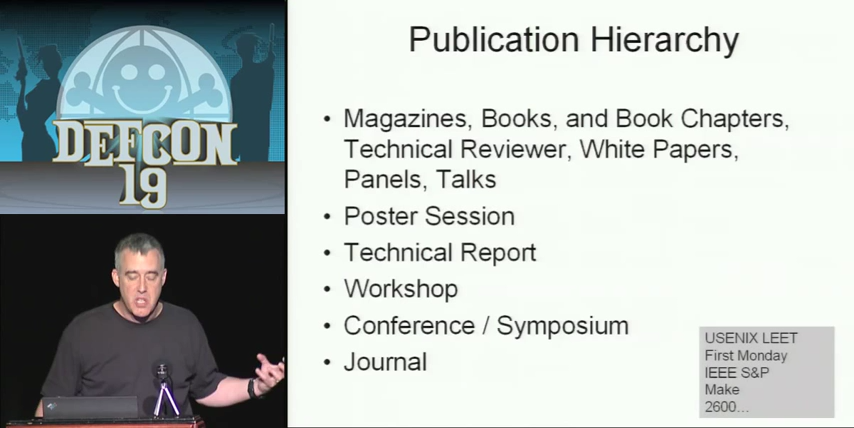 DEFCON
19
Publication Hierarchy
• Magazines, Books, and Book Chapters,
Technical Reviewer, White Papers,
Panels, Talks
• Poster Session
• Technical Report
• Workshop
• Conference / Symposium
• Journal
USENIX LEET
First Monday
IEEE S&P
Make
2600...